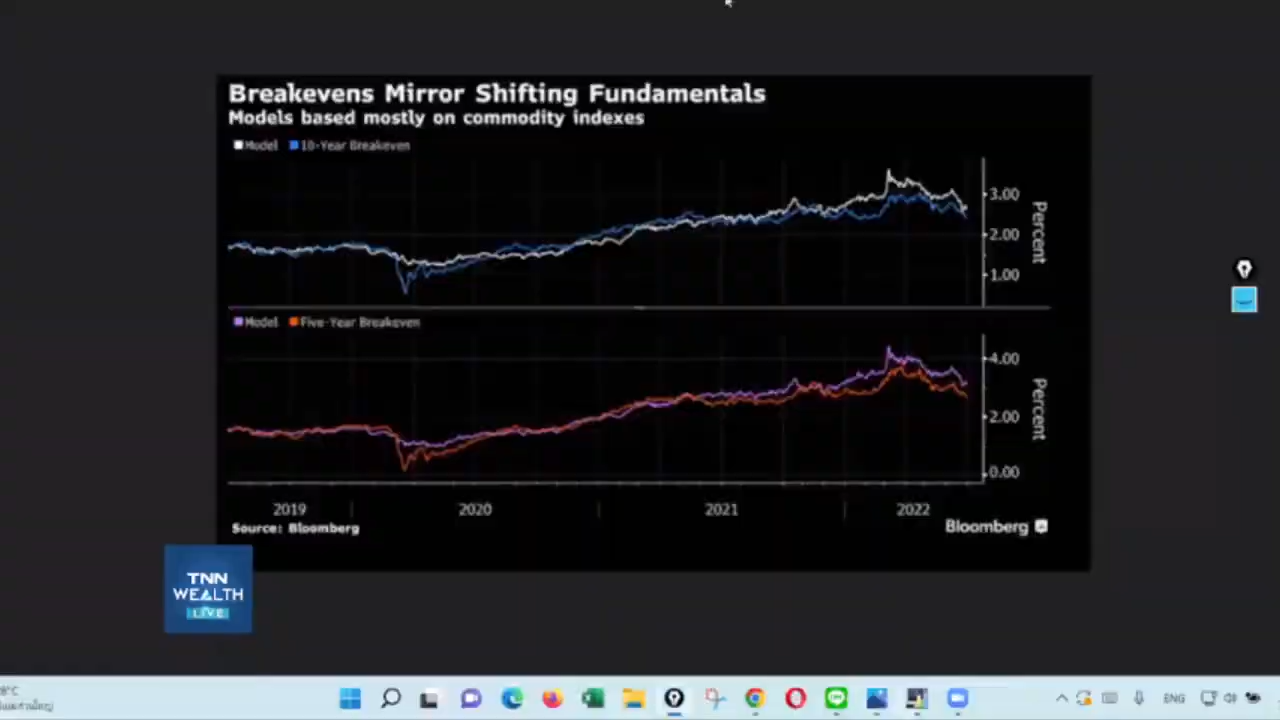 Breakevens Mirror Shifting Fundamentals
Models based mostly on commodity indexes
Model 10-Year Breakeven
3.00
2.00
1.00
Percent
Model Five-Year Breakeven
4.00
2.00
0.00
Percent
2019 2020 2021 2022
Source: Bloomberg
Bloomberg
TNN
WEALTH
LIVE
8°C
ENG